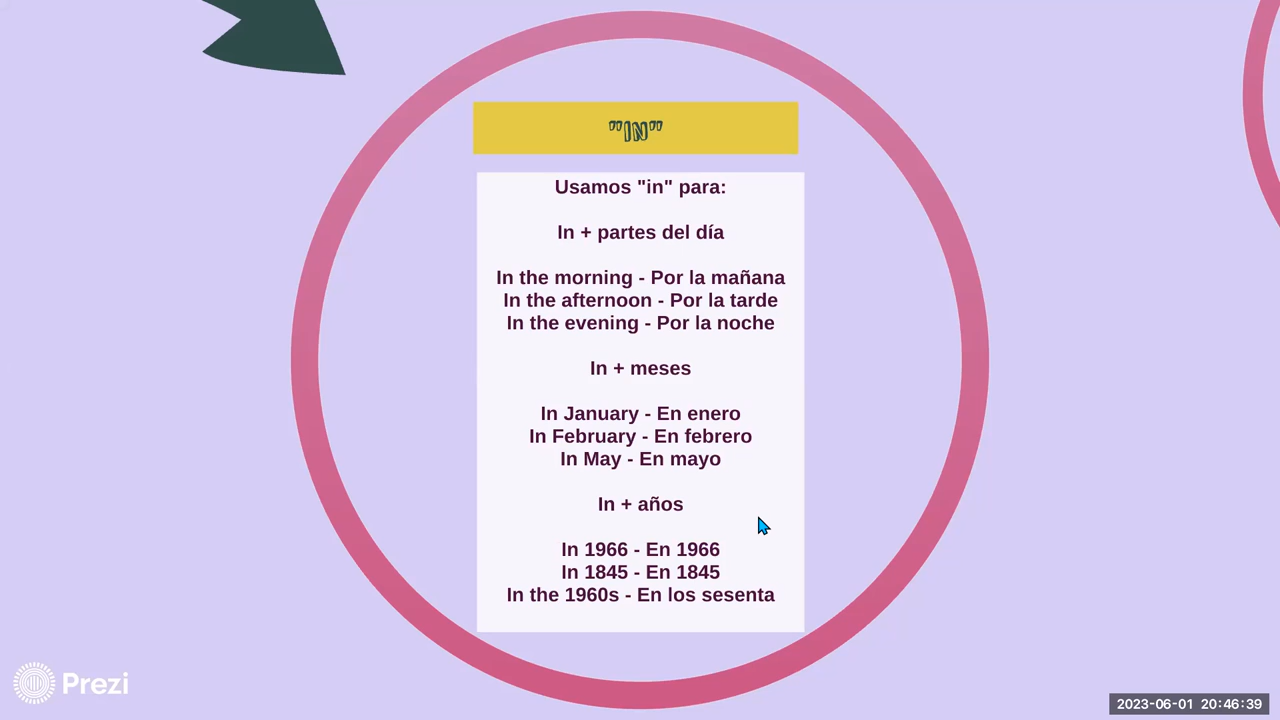 "IN"
Usamos "in" para:
In + partes del día
In the morning - Por la mañana
In the afternoon - Por la tarde
In the evening - Por la noche
In + meses
In January - En enero
In February - En febrero
In May - En mayo
In + años
In 1966 - En 1966
In 1845 - En 1845
In the 1960s - En los sesenta
Prezi
2023-06-01 20:46:39